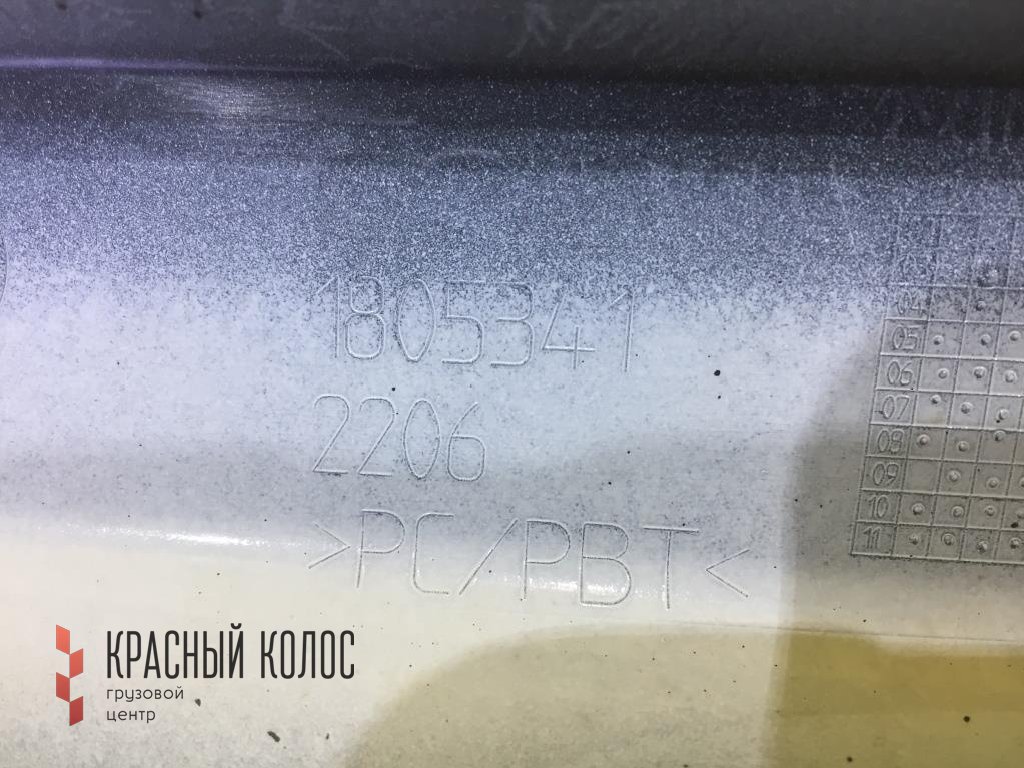 1805341
2206
>PC/PBT<
04
05
06
07
08
09
10
11
КРАСНЫЙ КОЛОС
грузовой
центр